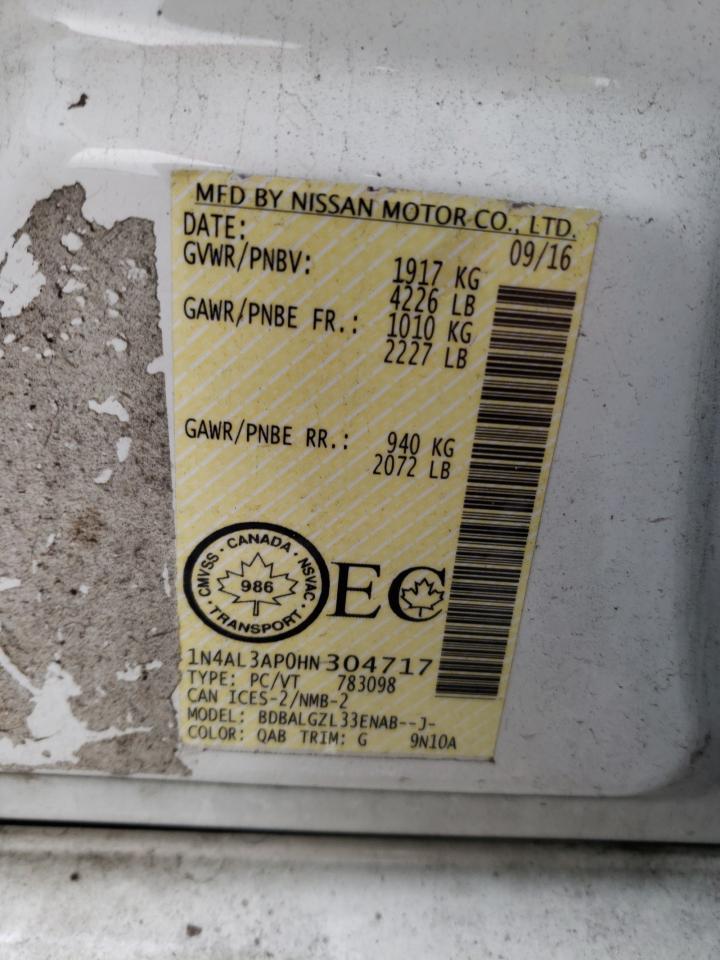 MFD BY NISSAN MOTOR CO., LTD.
DATE: 09/16
GVWR/PNBV: 1917 KG
4226 LB
GAWR/PNBE FR.: 1010 KG
2227 LB
GAWR/PNBE RR.: 940 KG
2072 LB
CMVSS · CANADA · NSVAC
986
· TRANSPORT ·
EC
1N4AL3AP0HN304717
TYPE: PC/VT 783098
CAN ICES-2/NMB-2
MODEL: BDBALGZL33ENAB--J-
COLOR: QAB TRIM: G 9N10A